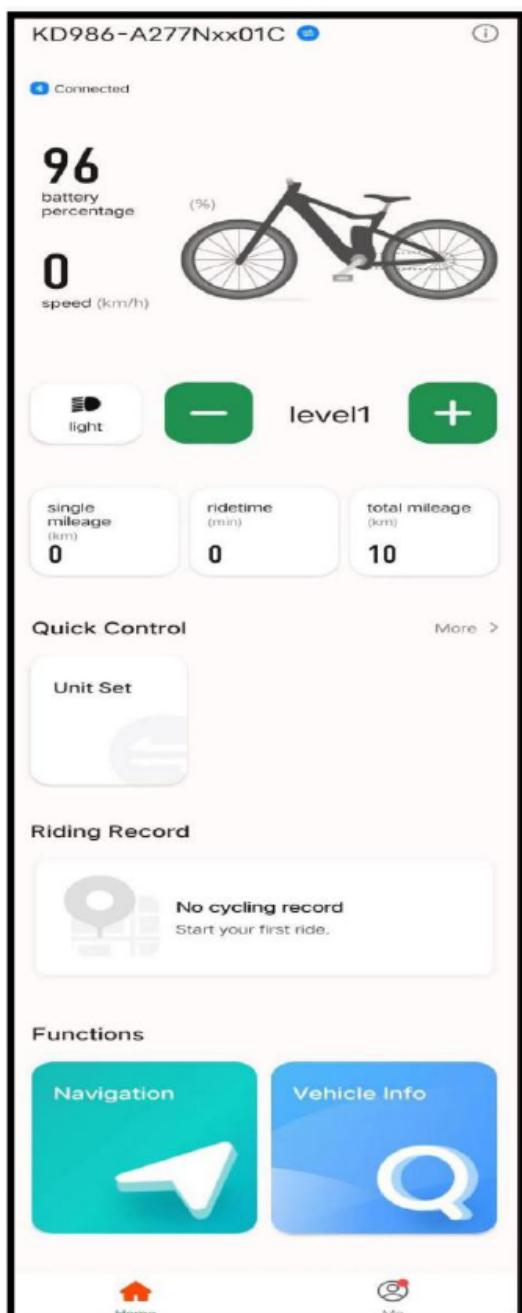 KD986-A277Nxx01C
Connected
96
battery
percentage
(%)
0
speed (km/h)
light
level1
single
mileage
(km)
0
ridetime
(min)
0
total mileage
(km)
10
Quick Control
More >
Unit Set
Riding Record
No cycling record
Start your first ride.
Functions
Navigation
Vehicle Info
Home
Me